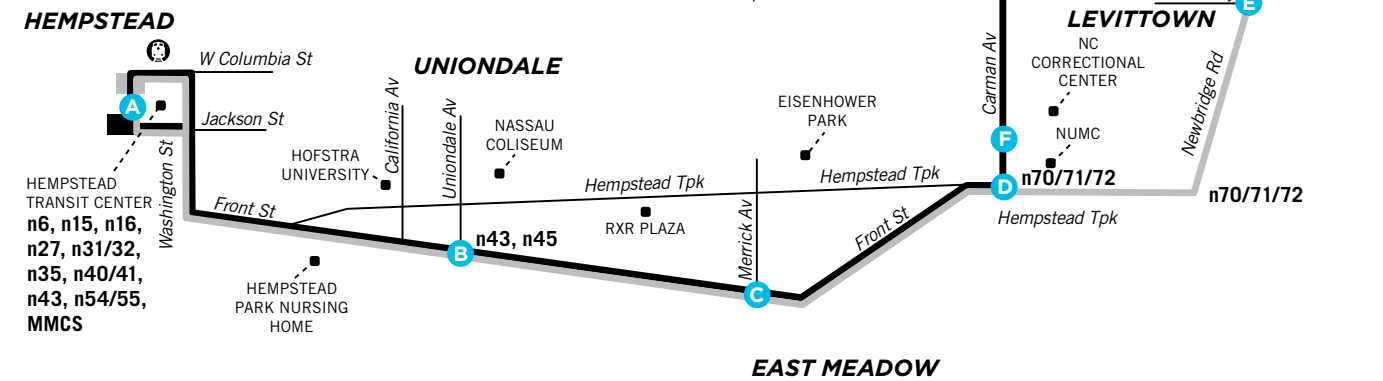 HEMPSTEAD
W Columbia St
A
Jackson St
Washington St
HEMPSTEAD
TRANSIT CENTER
n6, n15, n16,
n27, n31/32,
n35, n40/41,
n43, n54/55,
MMCS
Front St
HOFSTRA
UNIVERSITY
California Av
HEMPSTEAD
PARK NURSING
HOME
UNIONDALE
Uniondale Av
NASSAU
COLISEUM
B
n43, n45
Hempstead Tpk
RXR PLAZA
EISENHOWER
PARK
Hempstead Tpk
Merrick Av
C
Front St
EAST MEADOW
LEVITTOWN
E
Carman Av
NC
CORRECTIONAL
CENTER
F
NUMC
D
n70/71/72
Hempstead Tpk
Newbridge Rd
n70/71/72